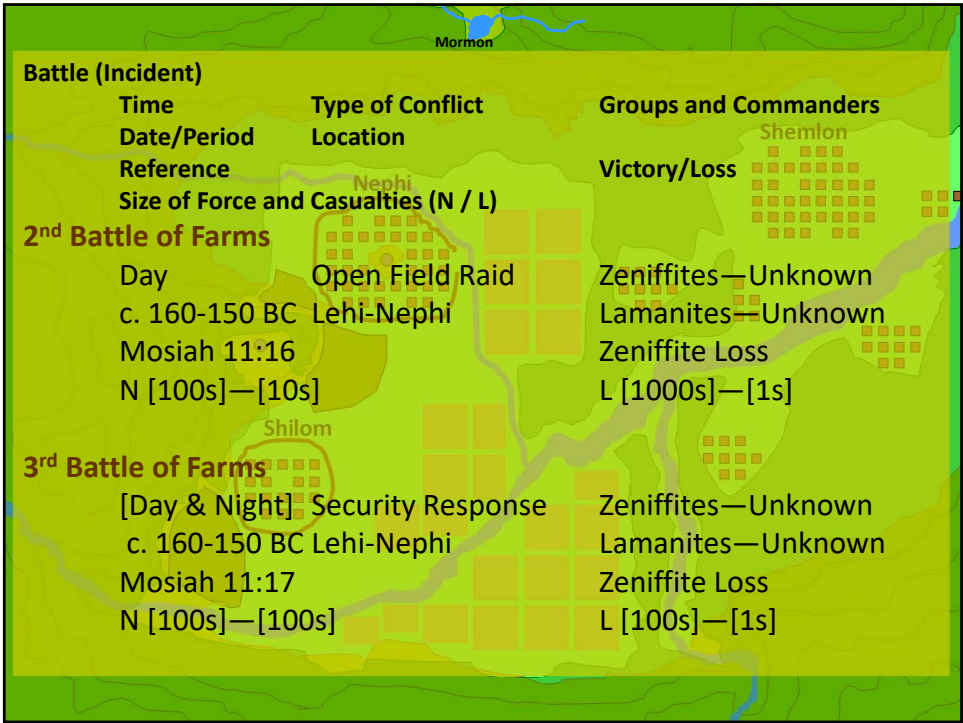 Mormon
Battle (Incident)
Time Type of Conflict Groups and Commanders
Shemlon
Date/Period Location
Reference Victory/Loss
Nephi
Size of Force and Casualties (N / L)
2nd Battle of Farms
Day Open Field Raid Zeniffites—Unknown
c. 160-150 BC Lehi-Nephi Lamanites—Unknown
Mosiah 11:16 Zeniffite Loss
N [100s]—[10s] L [1000s]—[1s]
Shilom
3rd Battle of Farms
[Day & Night] Security Response Zeniffites—Unknown
c. 160-150 BC Lehi-Nephi Lamanites—Unknown
Mosiah 11:17 Zeniffite Loss
N [100s]—[100s] L [100s]—[1s]